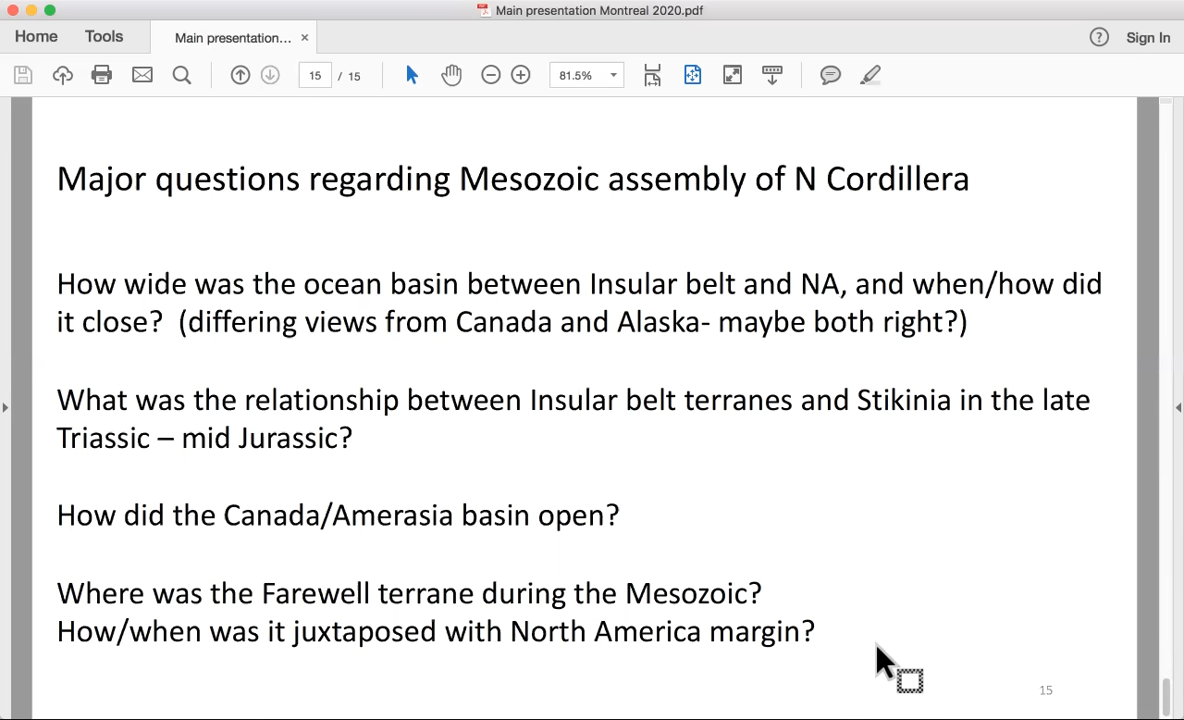 Main presentation Montreal 2020.pdf
Home Tools Main presentation... × ? Sign In
15 / 15 81.5%
Major questions regarding Mesozoic assembly of N Cordillera
How wide was the ocean basin between Insular belt and NA, and when/how did
it close? (differing views from Canada and Alaska- maybe both right?)
What was the relationship between Insular belt terranes and Stikinia in the late
Triassic – mid Jurassic?
How did the Canada/Amerasia basin open?
Where was the Farewell terrane during the Mesozoic?
How/when was it juxtaposed with North America margin?
15